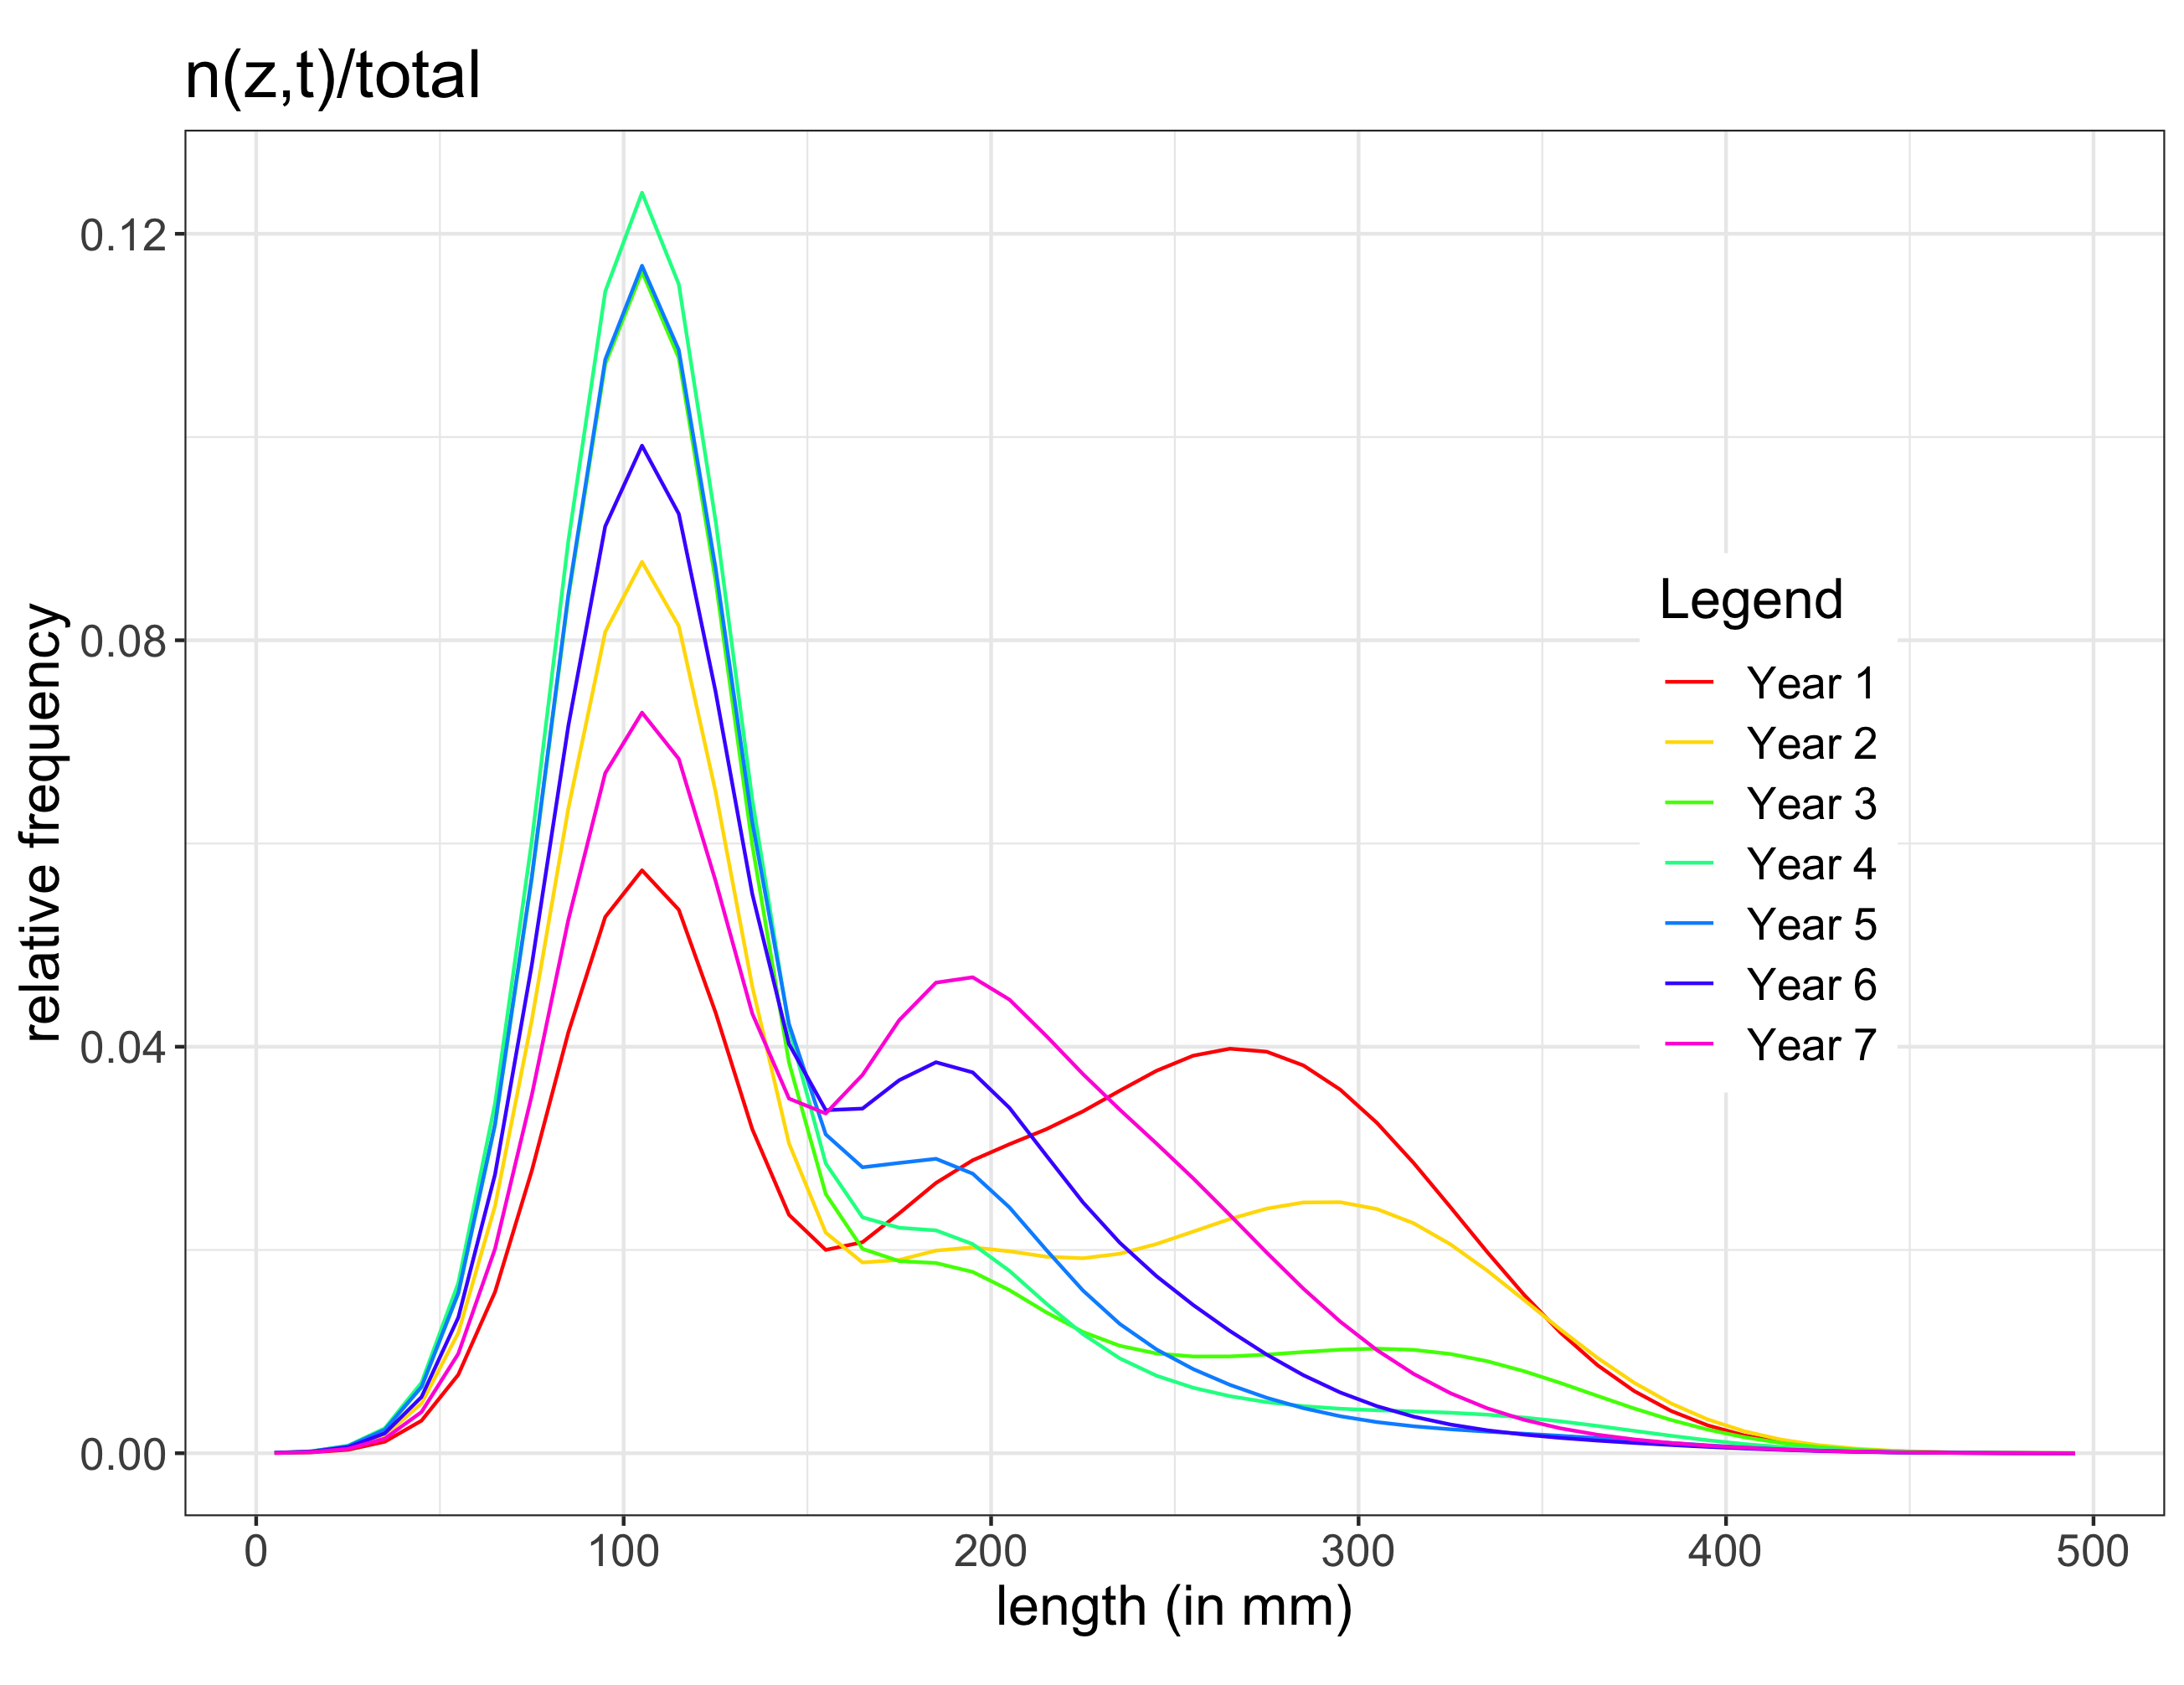 n(z,t)/total
relative frequency
0.12
0.08
0.04
0.00
0 100 200 300 400 500
length (in mm)
Legend
Year 1
Year 2
Year 3
Year 4
Year 5
Year 6
Year 7